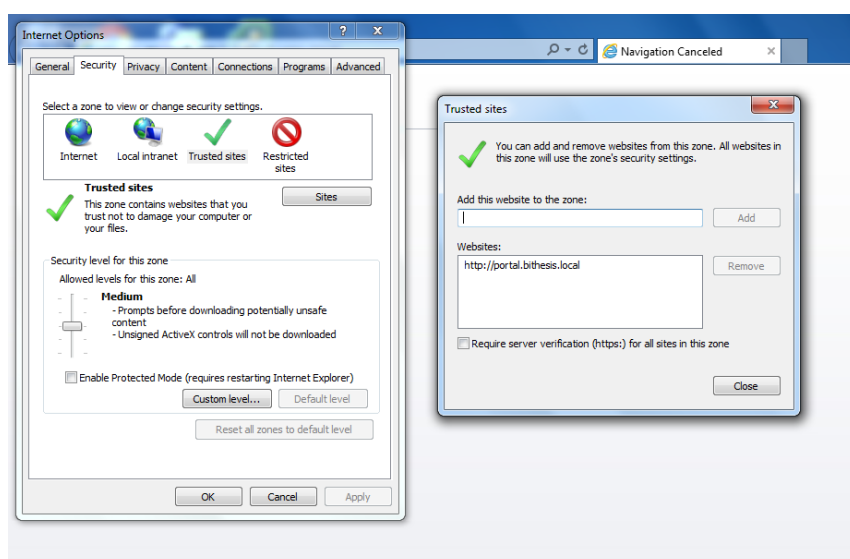 Internet Options
? X
General Security Privacy Content Connections Programs Advanced
Select a zone to view or change security settings.
Internet
Local intranet
Trusted sites
Restricted
sites
Trusted sites
Sites
This zone contains websites that you
trust not to damage your computer or
your files.
Security level for this zone
Allowed levels for this zone: All
Medium
- Prompts before downloading potentially unsafe
content
- Unsigned ActiveX controls will not be downloaded
Enable Protected Mode (requires restarting Internet Explorer)
Custom level... Default level
Reset all zones to default level
OK Cancel Apply
Navigation Canceled
Trusted sites
You can add and remove websites from this zone. All websites in
this zone will use the zone's security settings.
Add this website to the zone:
Add
Websites:
http://portal.bithesis.local
Remove
Require server verification (https:) for all sites in this zone
Close